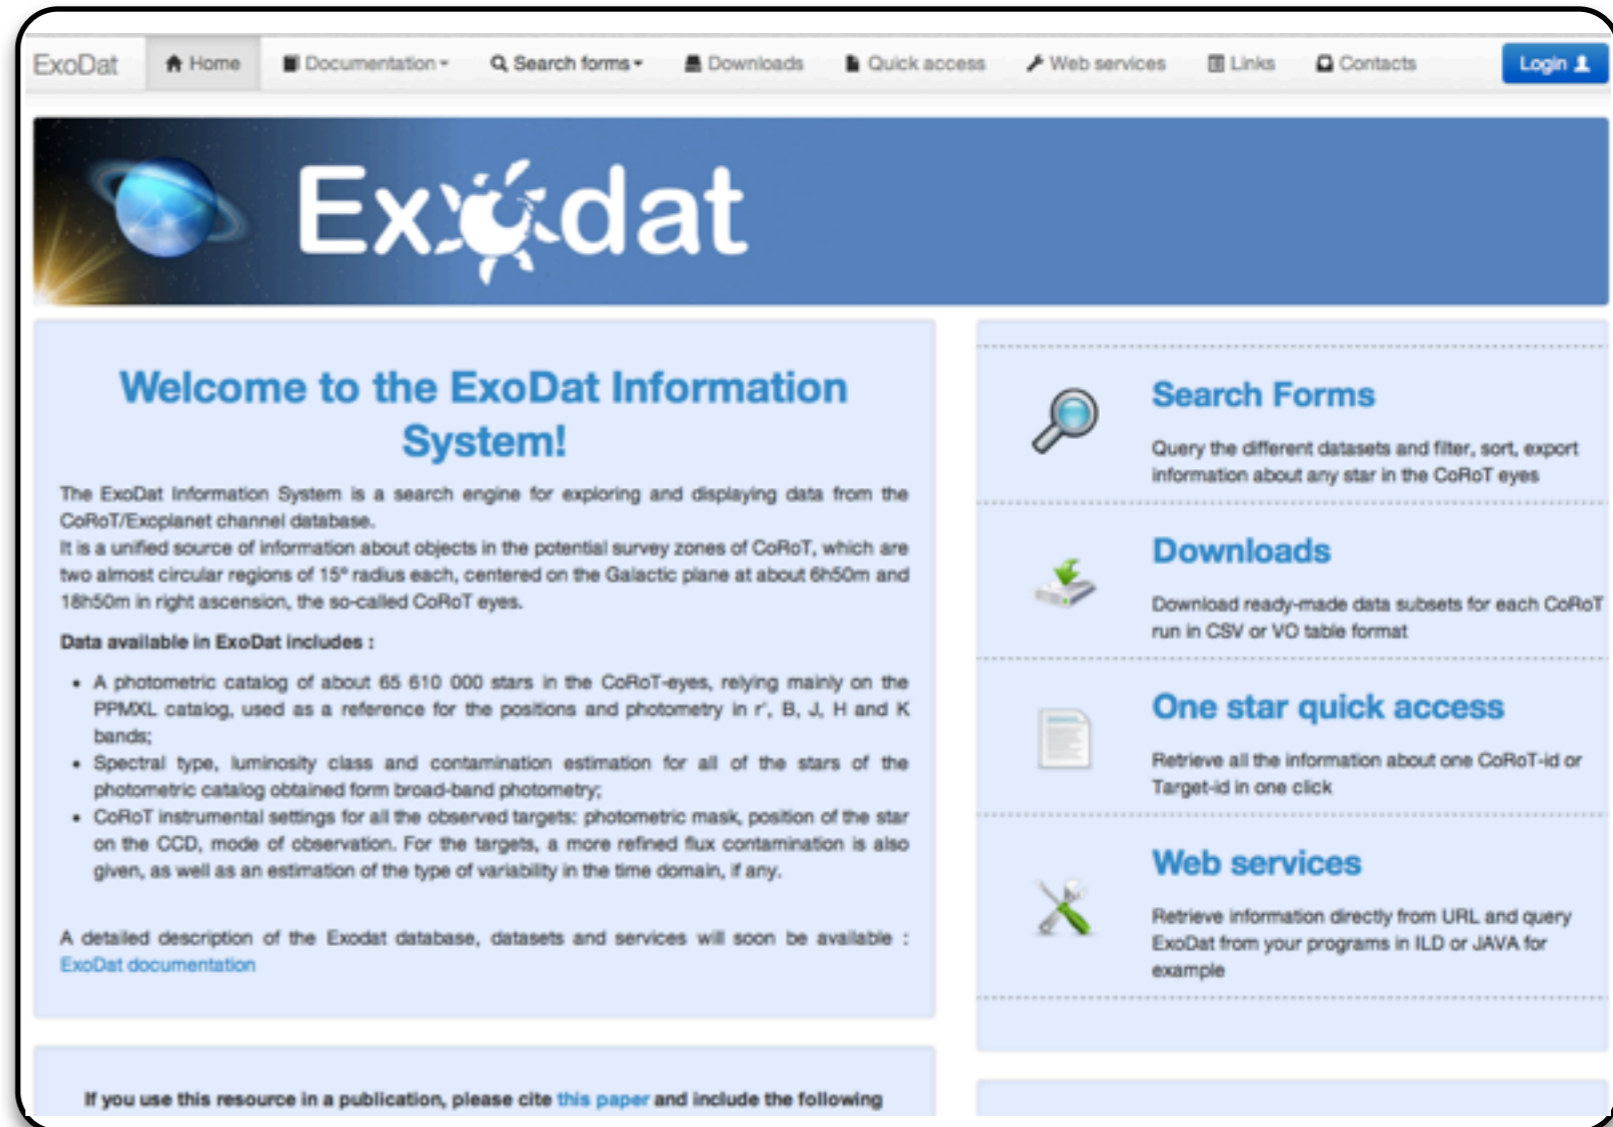 ExoDat Home Documentation Search forms Downloads Quick access Web services Links Contacts Login
Exodat
Welcome to the ExoDat Information
System!
The ExoDat Information System is a search engine for exploring and displaying data from the
CoRoT/Exoplanet channel database.
It is a unified source of information about objects in the potential survey zones of CoRoT, which are
two almost circular regions of 15° radius each, centered on the Galactic plane at about 6h50m and
18h50m in right ascension, the so-called CoRoT eyes.
Data available in ExoDat includes :
• A photometric catalog of about 65 610 000 stars in the CoRoT-eyes, relying mainly on the
PPMXL catalog, used as a reference for the positions and photometry in r', B, J, H and K
bands;
• Spectral type, luminosity class and contamination estimation for all of the stars of the
photometric catalog obtained form broad-band photometry;
• CoRoT instrumental settings for all the observed targets: photometric mask, position of the star
on the CCD, mode of observation. For the targets, a more refined flux contamination is also
given, as well as an estimation of the type of variability in the time domain, if any.
A detailed description of the Exodat database, datasets and services will soon be available :
ExoDat documentation
If you use this resource in a publication, please cite this paper and include the following
Search Forms
Query the different datasets and filter, sort, export
information about any star in the CoRoT eyes
Downloads
Download ready-made data subsets for each CoRoT
run in CSV or VO table format
One star quick access
Retrieve all the information about one CoRoT-id or
Target-id in one click
Web services
Retrieve information directly from URL and query
ExoDat from your programs in ILD or JAVA for
example